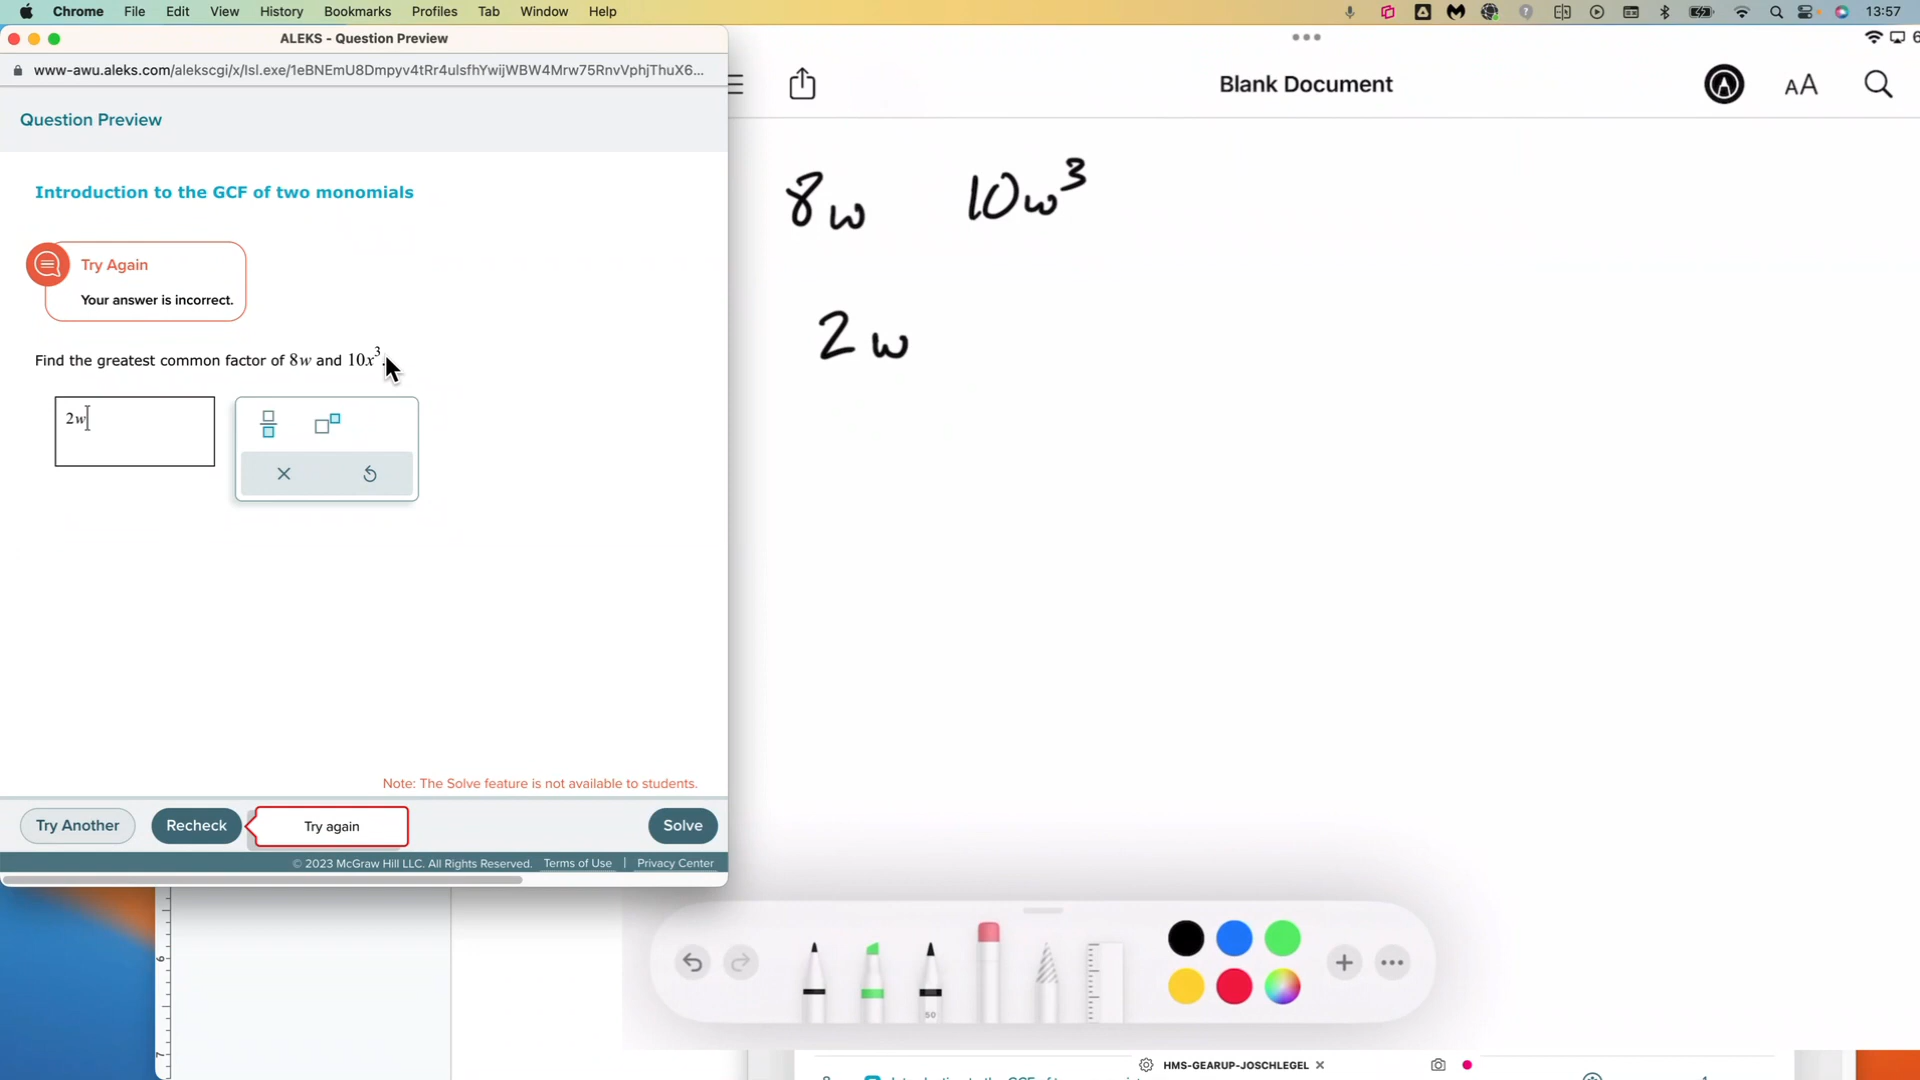 Chrome File Edit View History Bookmarks Profiles Tab Window Help 13:57
ALEKS - Question Preview
www-awu.aleks.com/alekscgi/x/Isl.exe/1eBNEmU8Dmpyv4tRr4ulsfhYwijWBW4Mrw75RnvVphjThuX6...
Blank Document
AA
Question Preview
8w 10w³
Introduction to the GCF of two monomials
Try Again
Your answer is incorrect.
2w
Find the greatest common factor of 8w and 10x³.
2w
Note: The Solve feature is not available to students.
Try Another Recheck Try again Solve
© 2023 McGraw Hill LLC. All Rights Reserved. Terms of Use | Privacy Center
6
50
7
HMS-GEARUP-JOSCHLEGEL